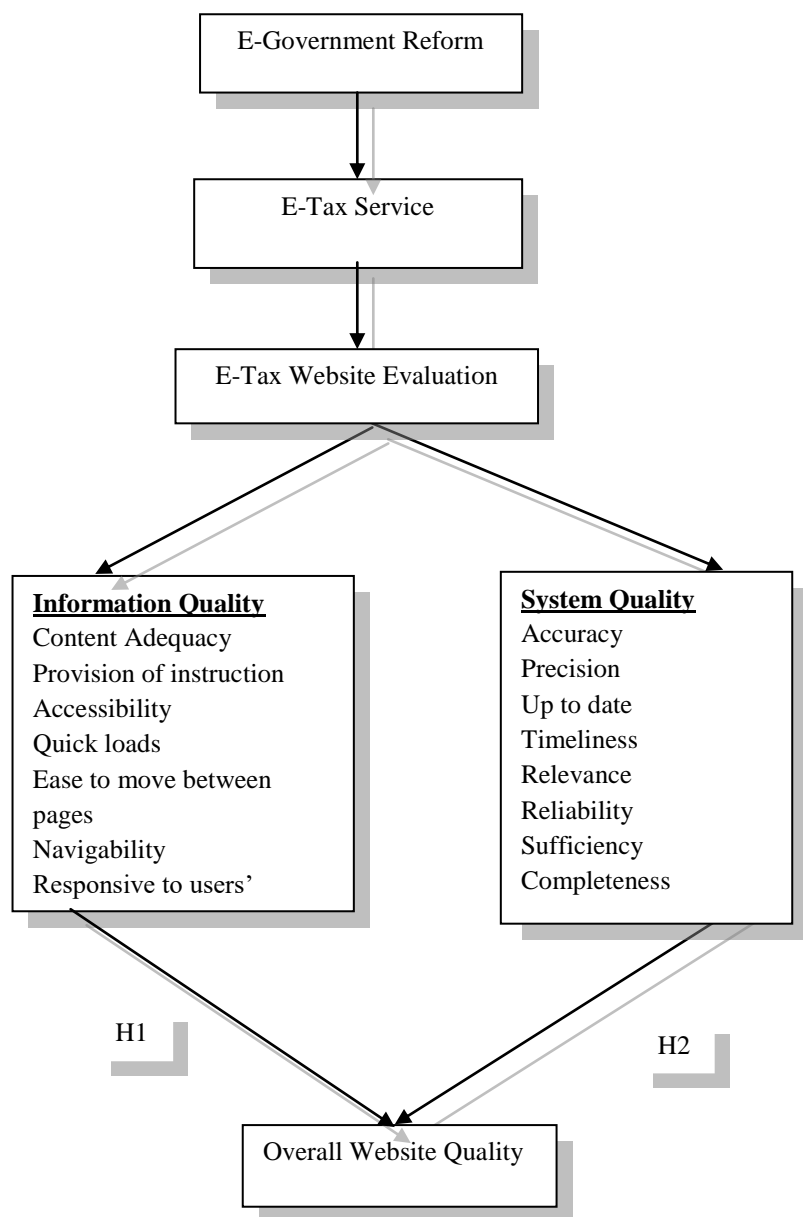 E-Government Reform
E-Tax Service
E-Tax Website Evaluation
Information Quality
Content Adequacy
Provision of instruction
Accessibility
Quick loads
Ease to move between
pages
Navigability
Responsive to users’
System Quality
Accuracy
Precision
Up to date
Timeliness
Relevance
Reliability
Sufficiency
Completeness
H1
H2
Overall Website Quality